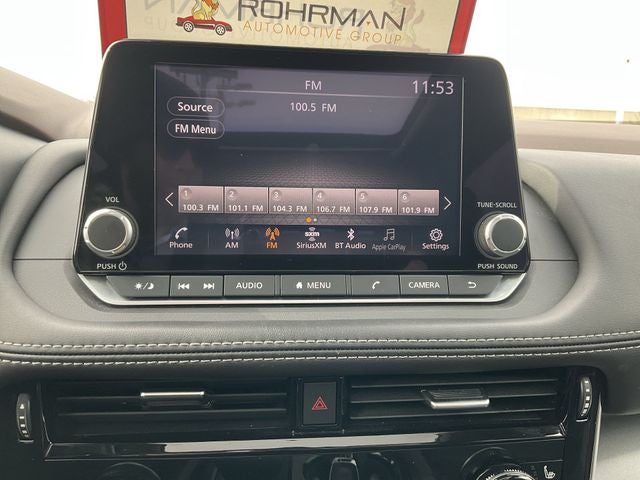 ROHRMAN
AUTOMOTIVE GROUP
FM
11:53
Source
100.5 FM
FM Menu
1 2 3 4 5 6
100.3 FM 101.1 FM 104.3 FM 106.7 FM 107.9 FM 101.9 FM
VOL
TUNE·SCROLL
Phone AM FM SiriusXM BT Audio Apple CarPlay Settings
sxm
PUSH
PUSH SOUND
AUDIO MENU CAMERA